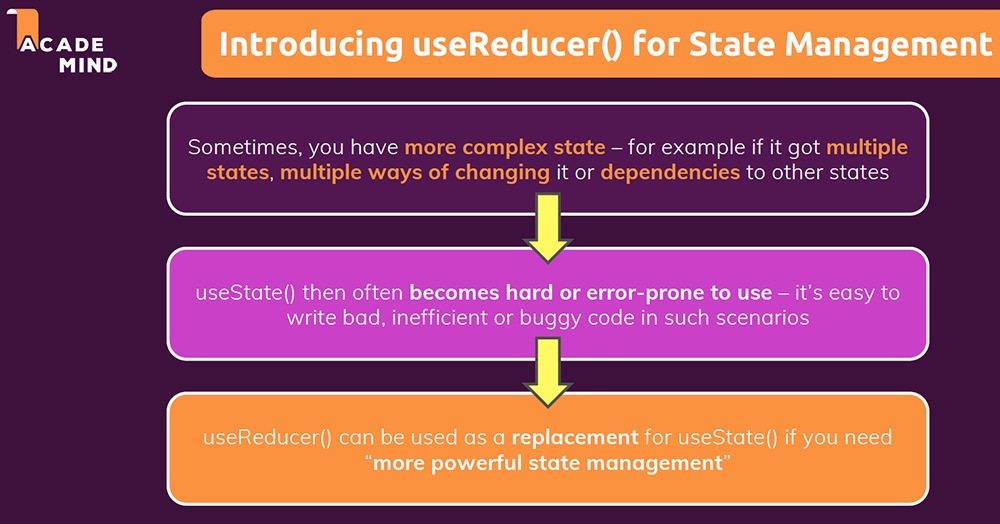 ACADE
MIND
Introducing useReducer() for State Management
Sometimes, you have more complex state – for example if it got multiple
states, multiple ways of changing it or dependencies to other states
useState() then often becomes hard or error-prone to use – it’s easy to
write bad, inefficient or buggy code in such scenarios
useReducer() can be used as a replacement for useState() if you need
“more powerful state management”